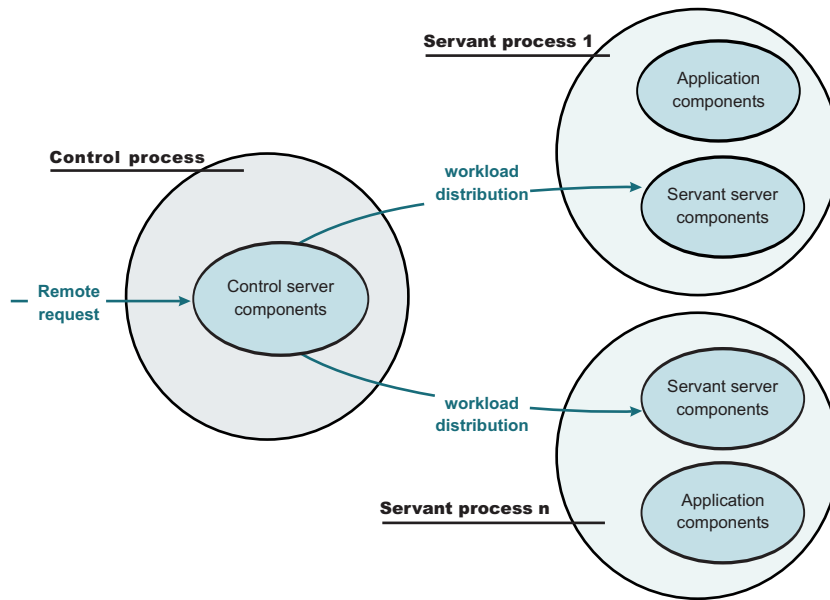 Servant process 1
Application
components
Control process
workload
distribution
Servant server
components
Remote
request
Control server
components
Servant server
components
workload
distribution
Servant process n
Application
components